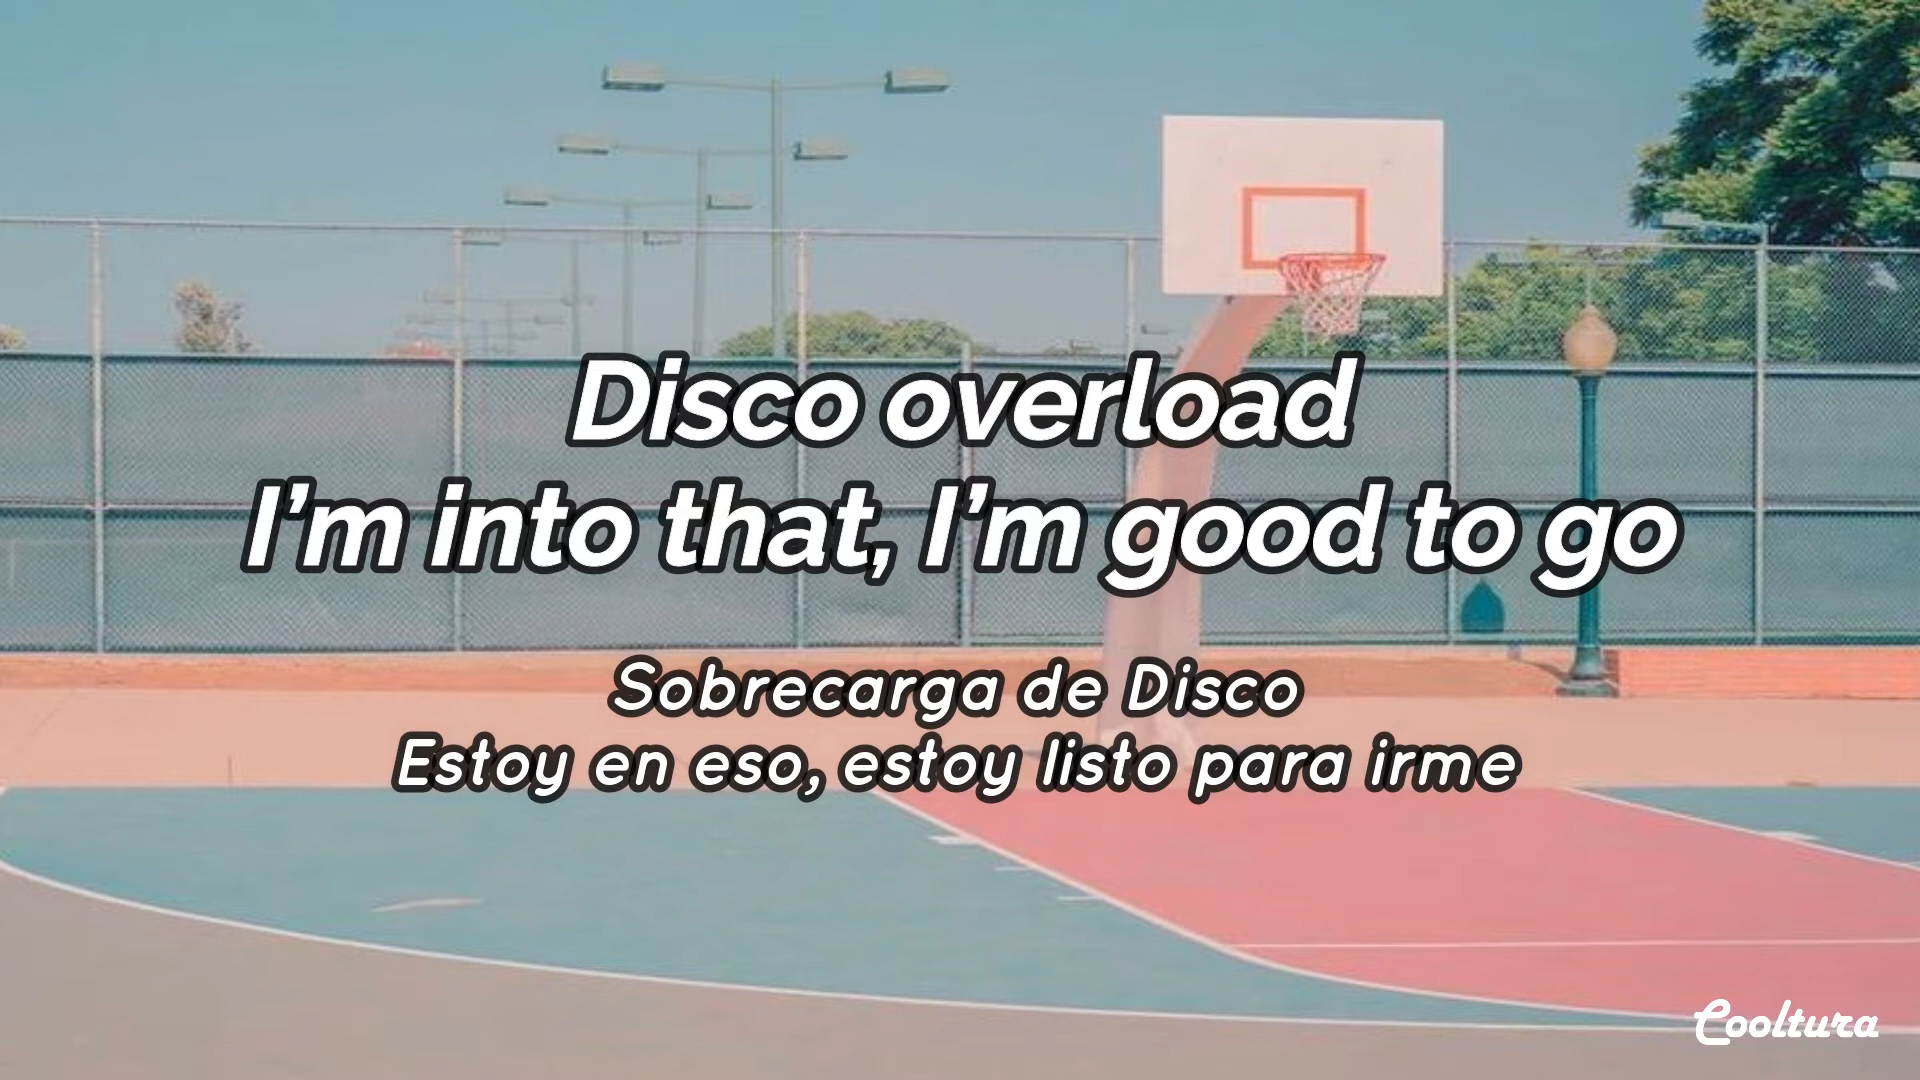 Disco overload
I'm into that, I'm good to go
Sobrecarga de Disco
Estoy en eso, estoy listo para irme
Cooltura